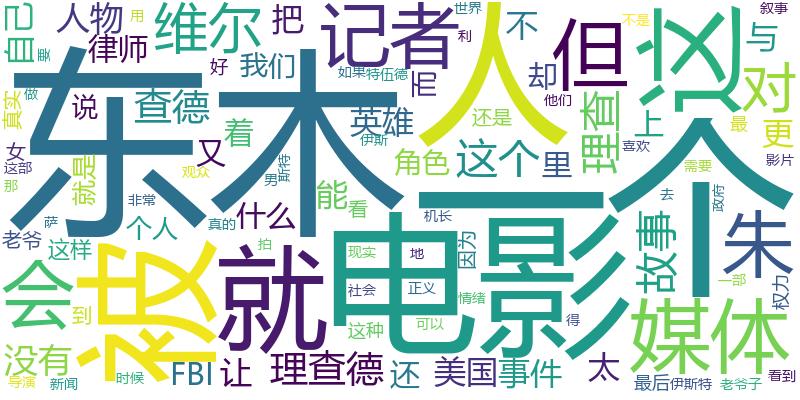 自己
人物
用
维尔
把
记者
不
但
这
世界
利
叙事
不是
要
律师
好
我们
如果
特伍德
与
做
东木
人
却
他们
真实
说
查德
着
而
英雄
还是
理查
上
对
最
更
女
这部
那
就是
又
伊斯
角色
这个
里
喜欢
影片
观众
男
斯特
个
需要
非常
能
看
机长
去
政府
老爷
这样
个人
什么
萨
真的
被
就
电影
因为
故事
朱
拍
现实
地
一部
权力
会
到
社会
正义
情绪
媒体
这种
可以
得
没有
FBI
让
理查德
还
美国
事件
太
最后
伊斯特
老爷子
看到
导演
新闻
时候